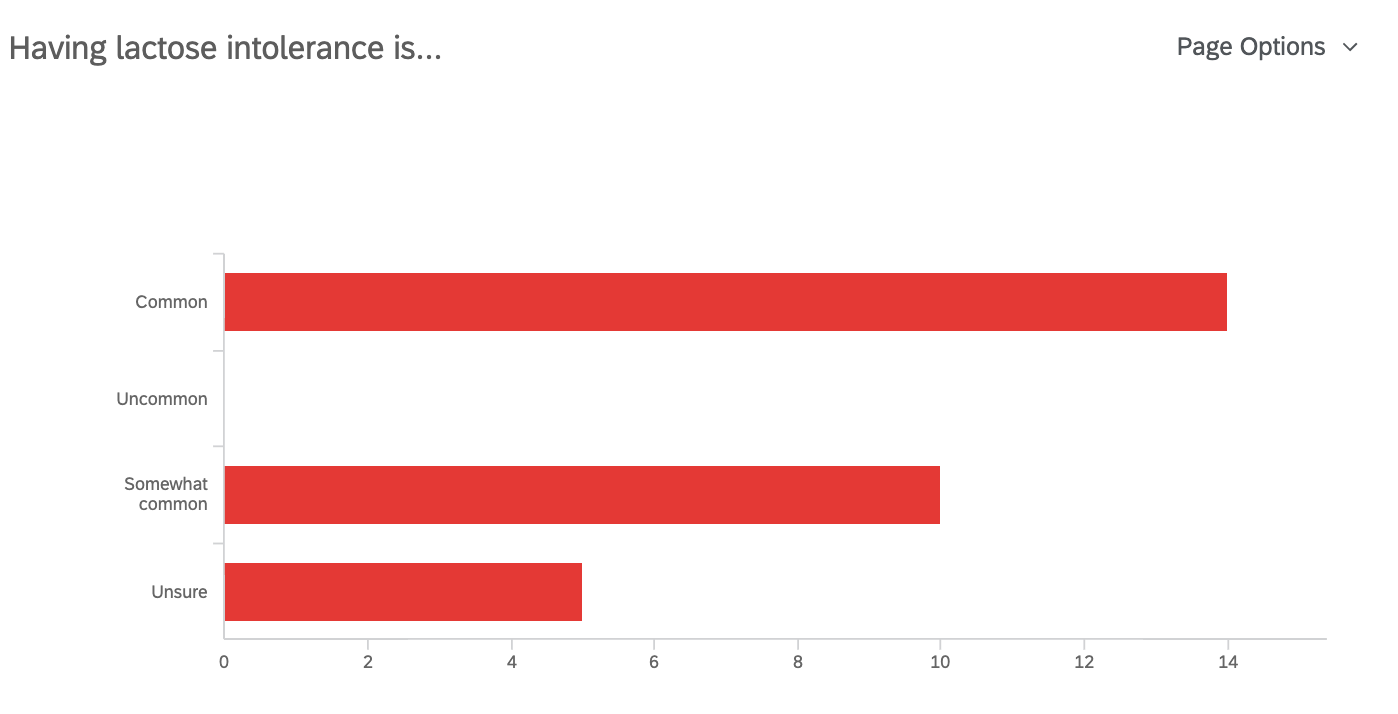 Having lactose intolerance is...
Page Options
Common
Uncommon
Somewhat
common
Unsure
0 2 4 6 8 10 12 14